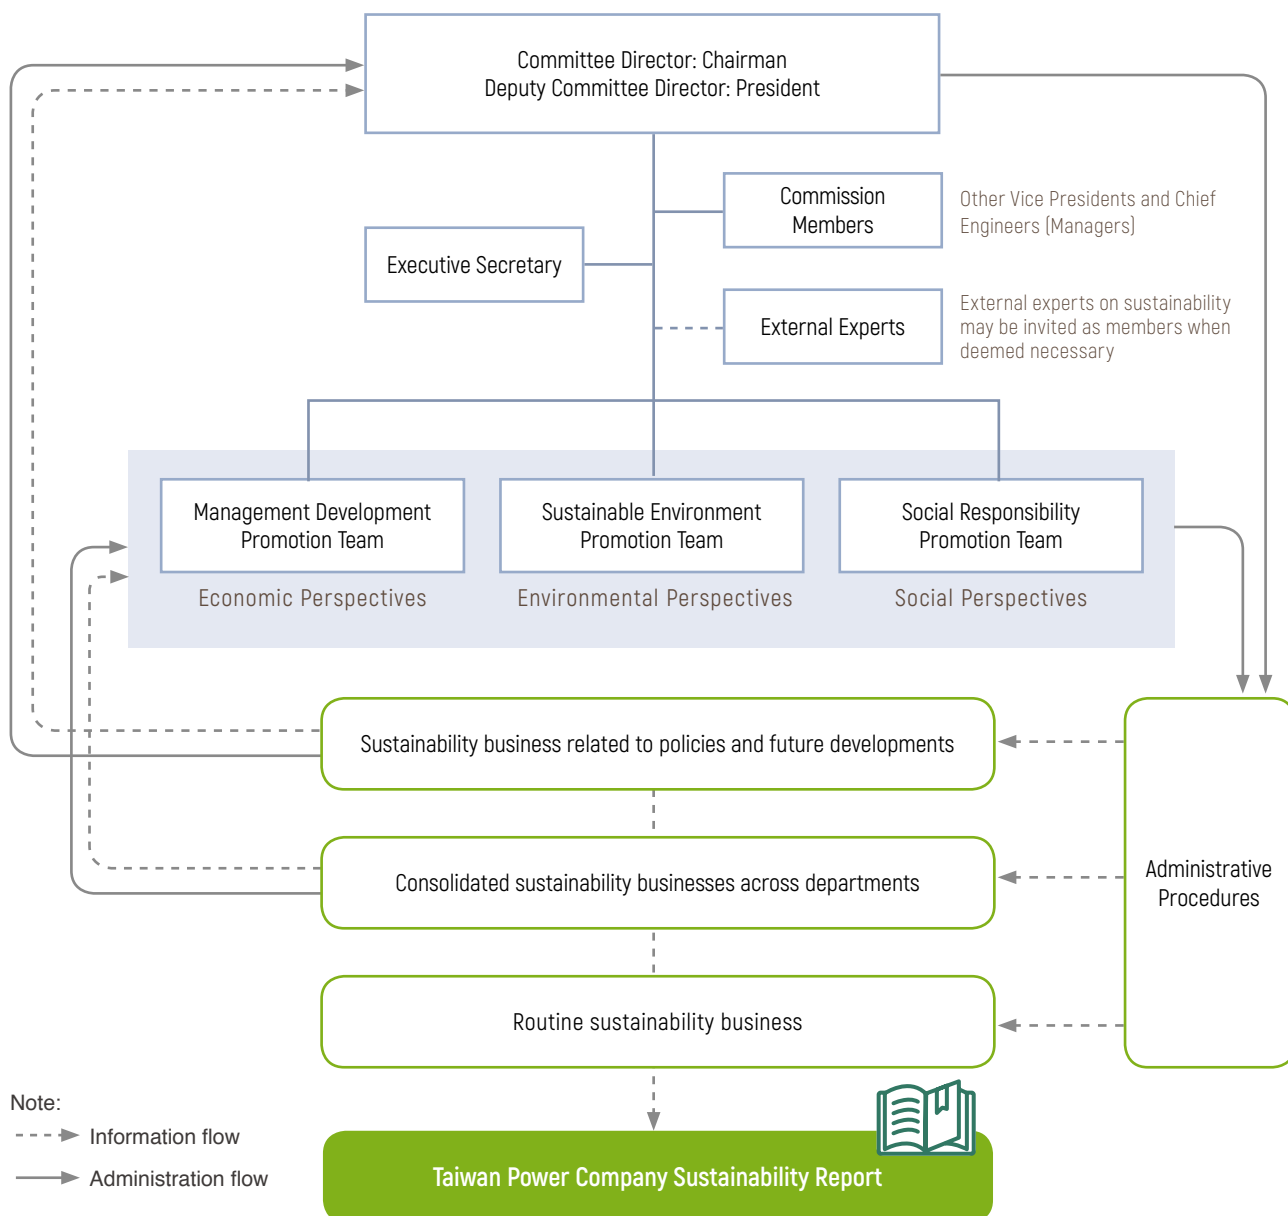 Committee Director: Chairman
Deputy Committee Director: President
Commission
Members
Other Vice Presidents and Chief
Engineers (Managers)
Executive Secretary
External Experts
External experts on sustainability
may be invited as members when
deemed necessary
Management Development
Promotion Team
Sustainable Environment
Promotion Team
Social Responsibility
Promotion Team
Economic Perspectives
Environmental Perspectives
Social Perspectives
Sustainability business related to policies and future developments
Consolidated sustainability businesses across departments
Administrative
Procedures
Routine sustainability business
Note:
Information flow
Administration flow
Taiwan Power Company Sustainability Report